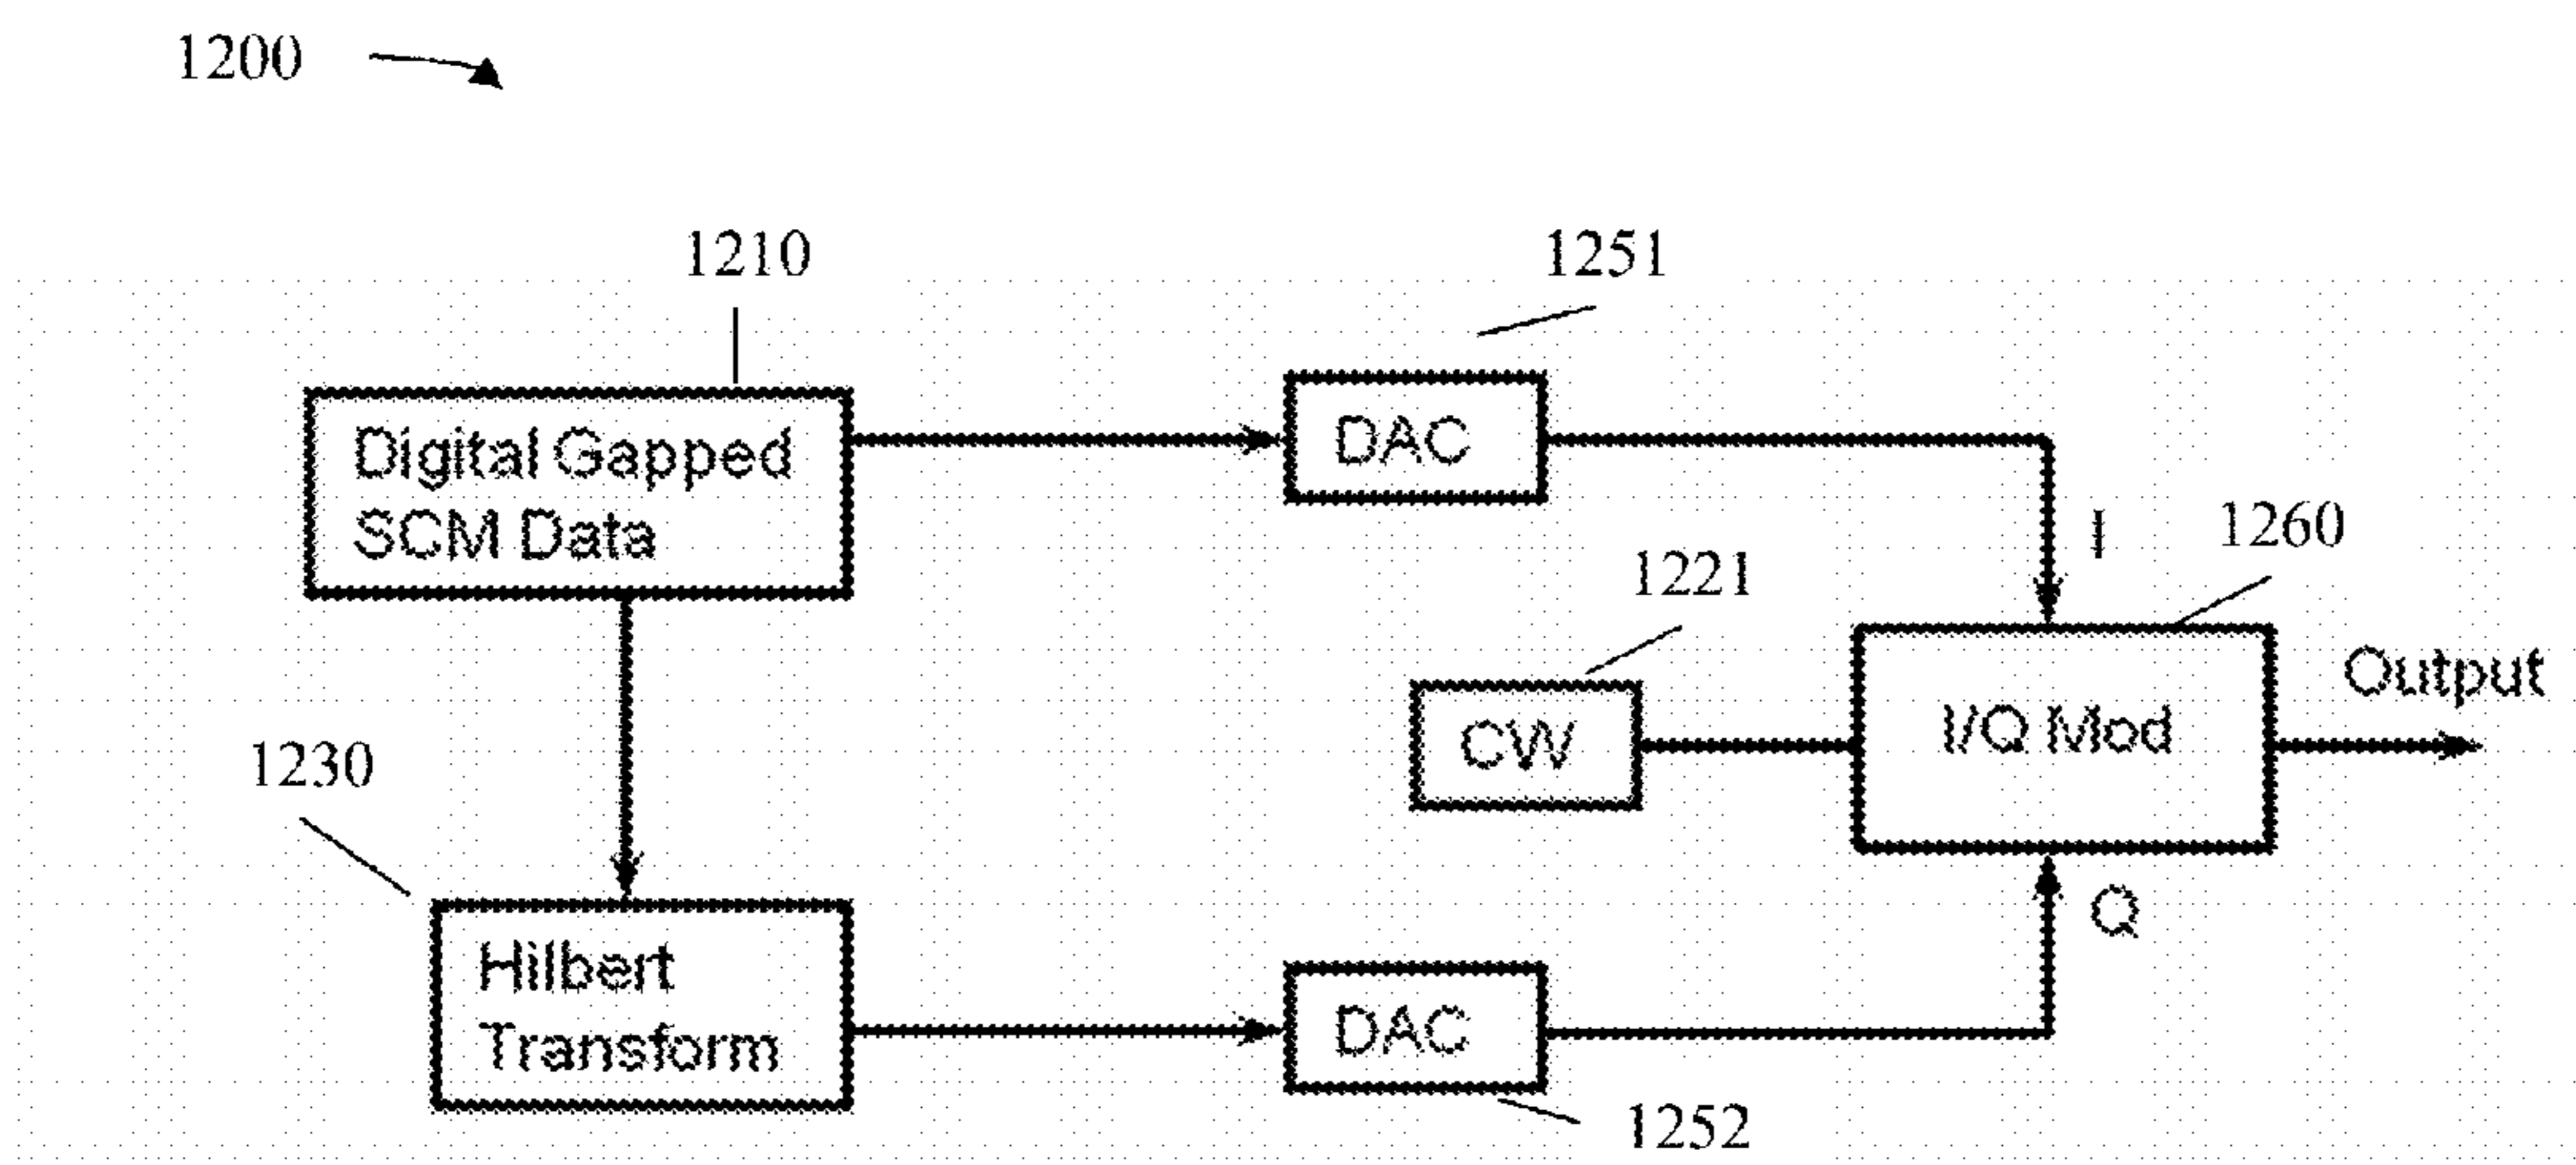 1200
1210
1251
Digital Gapped
SCM Data
DAC
I
1260
1221
CW
I/Q Mod
Output
1230
Q
Hilbert
Transform
DAC
1252